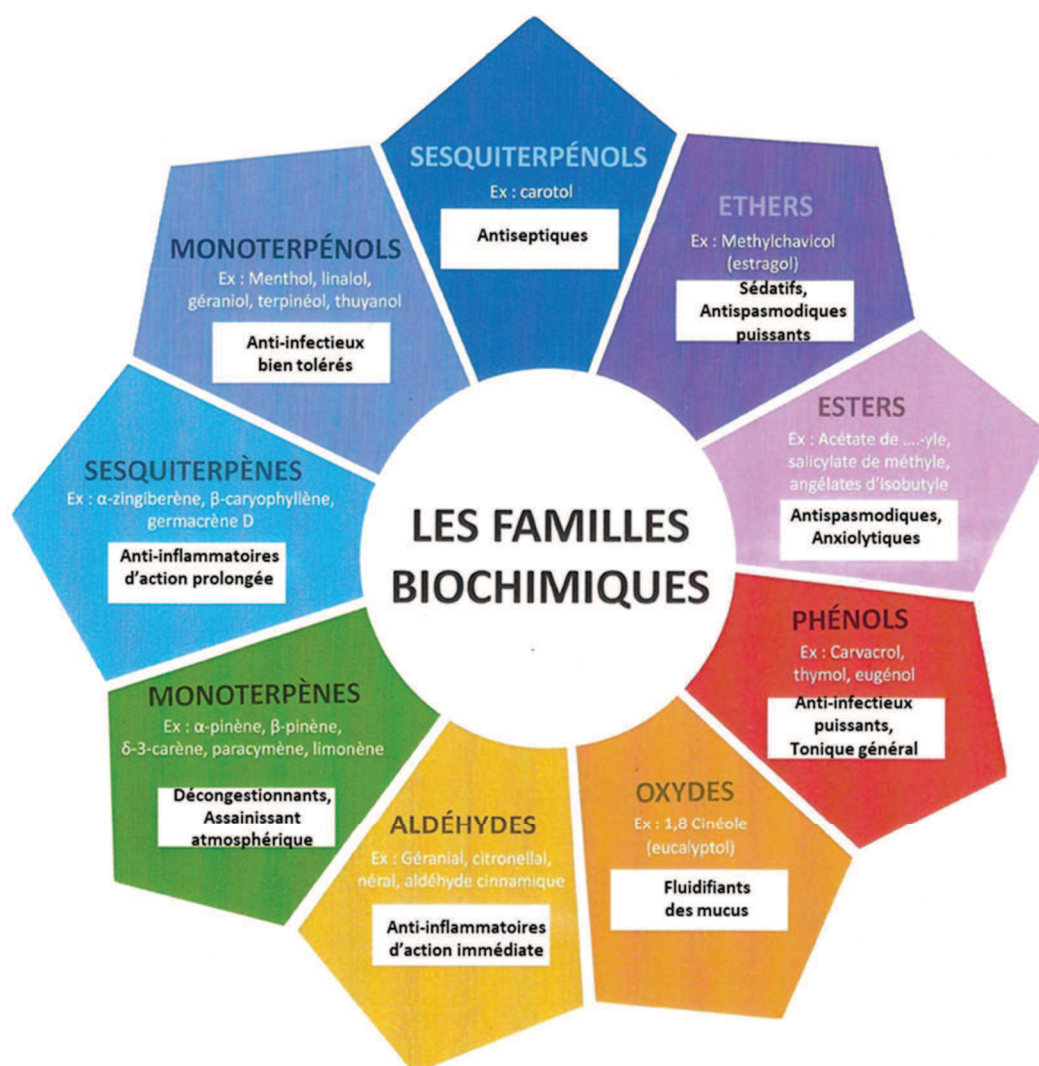 SESQUITERPÉNOLS
Ex : carotol
Antiseptiques
ETHERS
Ex : Methylchavicol
(estragol)
Sédatifs,
Antispasmodiques
puissants
ESTERS
Ex : Acétate de ....-yle,
salicylate de méthyle,
angélates d'isobutyle
Antispasmodiques,
Anxiolytiques
PHÉNOLS
Ex : Carvacrol,
thymol, eugénol
Anti-infectieux
puissants,
Tonique général
OXYDES
Ex : 1,8 Cinéole
(eucalyptol)
Fluidifiants
des mucus
ALDÉHYDES
Ex : Géranial, citronellal,
néral, aldéhyde cinnamique
Anti-inflammatoires
d'action immédiate
MONOTERPÈNES
Ex : α-pinène, β-pinène,
δ-3-carène, paracymène, limonène
Décongestionnants,
Assainissant
atmosphérique
SESQUITERPÈNES
Ex : α-zingiberène, β-caryophyllène,
germacrène D
Anti-inflammatoires
d'action prolongée
MONOTERPÉNOLS
Ex : Menthol, linalol,
géraniol, terpinéol, thuyanol
Anti-infectieux
bien tolérés
LES FAMILLES
BIOCHIMIQUES